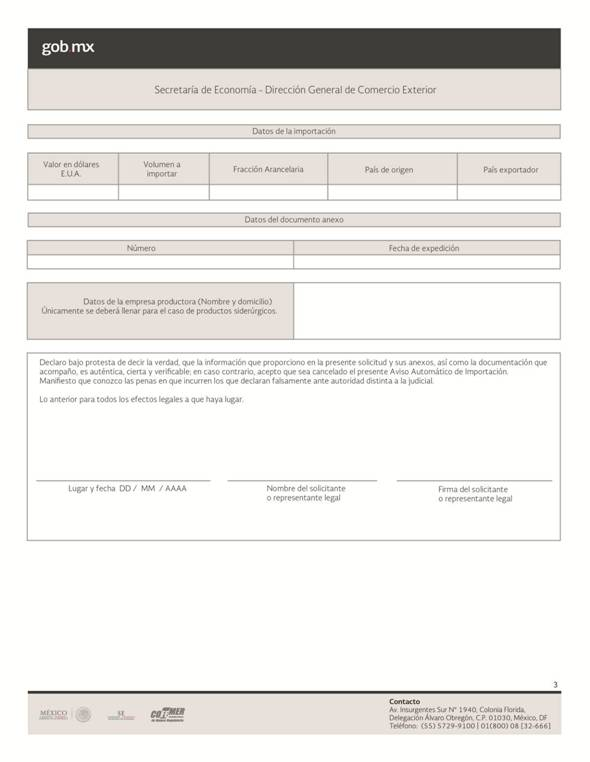 gob.mx
Secretaría de Economía - Dirección General de Comercio Exterior
Datos de la importación
Valor en dólares
E.U.A.
Volumen a
importar
Fracción Arancelaria
País de origen
País exportador
Datos del documento anexo
Número
Fecha de expedición
Datos de la empresa productora (Nombre y domicilio)
Únicamente se deberá llenar para el caso de productos siderúrgicos.
Declaro bajo protesta de decir la verdad, que la información que proporciono en la presente solicitud y sus anexos, así como la documentación que
acompaño, es auténtica, cierta y verificable; en caso contrario, acepto que sea cancelado el presente Aviso Automático de Importación.
Manifiesto que conozco las penas en que incurren los que declaran falsamente ante autoridad distinta a la judicial.
Lo anterior para todos los efectos legales a que haya lugar.
Lugar y fecha DD / MM / AAAA
Nombre del solicitante
o representante legal
Firma del solicitante
o representante legal
3
MÉXICO
SE
COFEMER
Contacto
Av. Insurgentes Sur N° 1940, Colonia Florida,
Delegación Álvaro Obregón, C.P. 01030, México, DF
Teléfono: (55) 5729-9100 | 01(800) 08 [32-666]